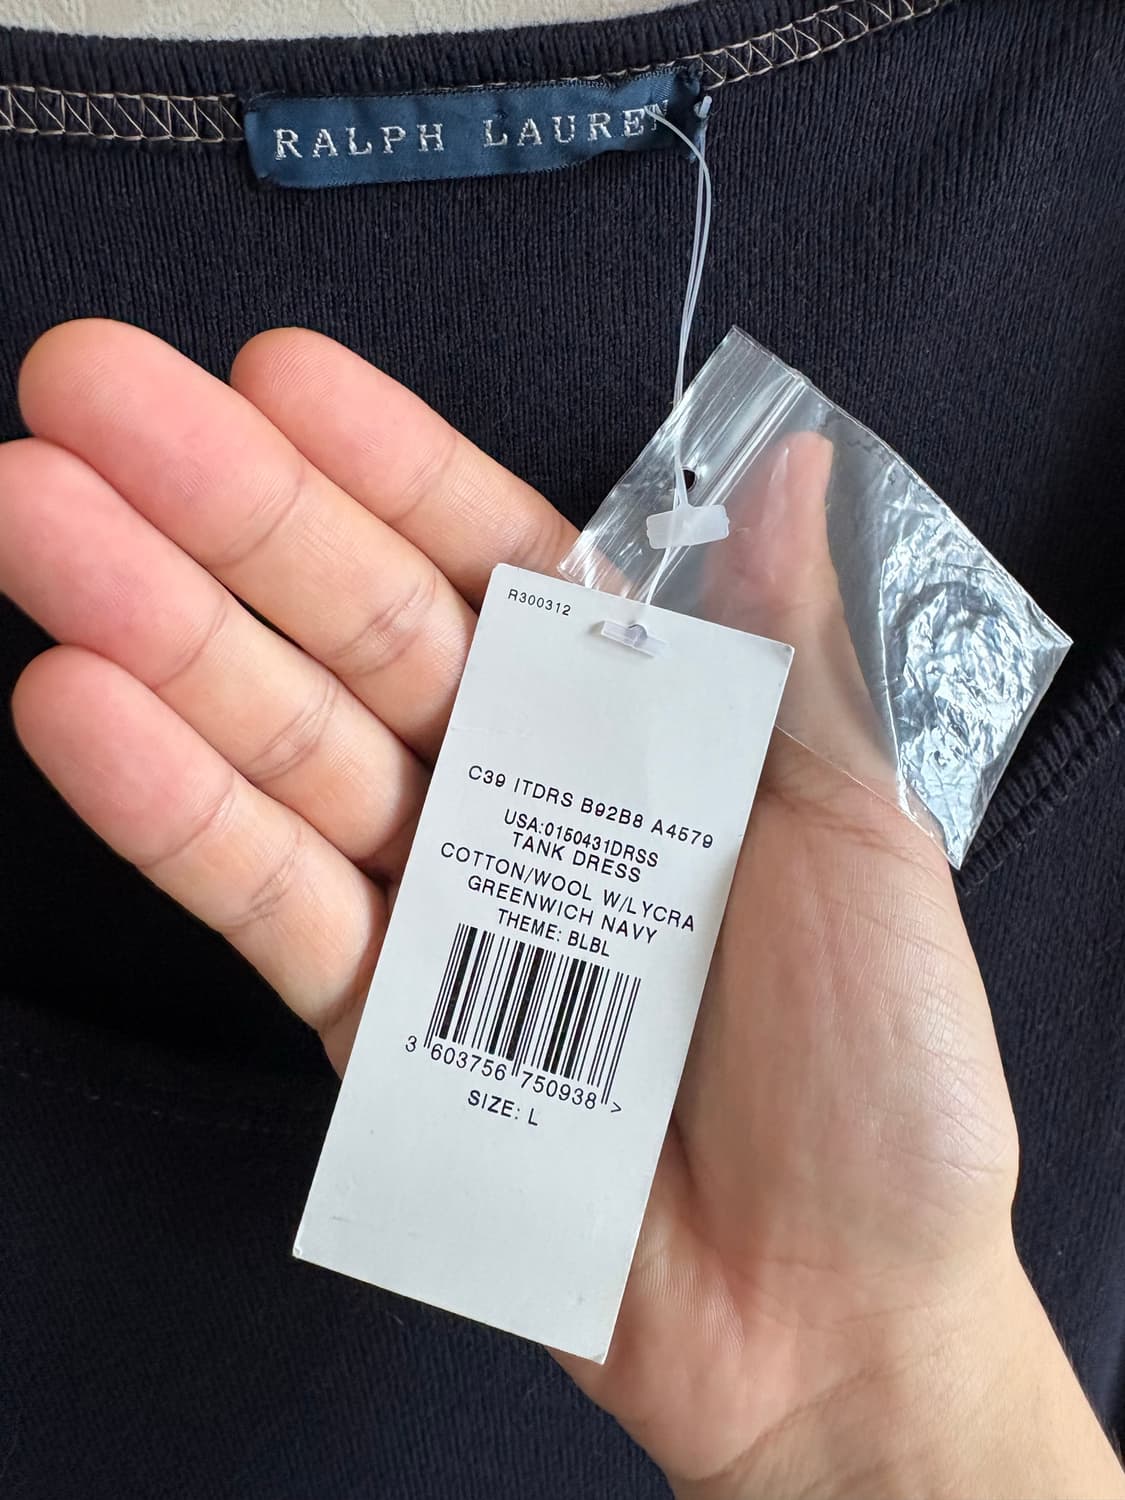 RALPH LAUREN
R300312
C39 ITDRS B92B8 A4579
USA:0150431DRSS
TANK DRESS
COTTON/WOOL W/LYCRA
GREENWICH NAVY
THEME: BLBL
3 603756 750938 >
SIZE: L